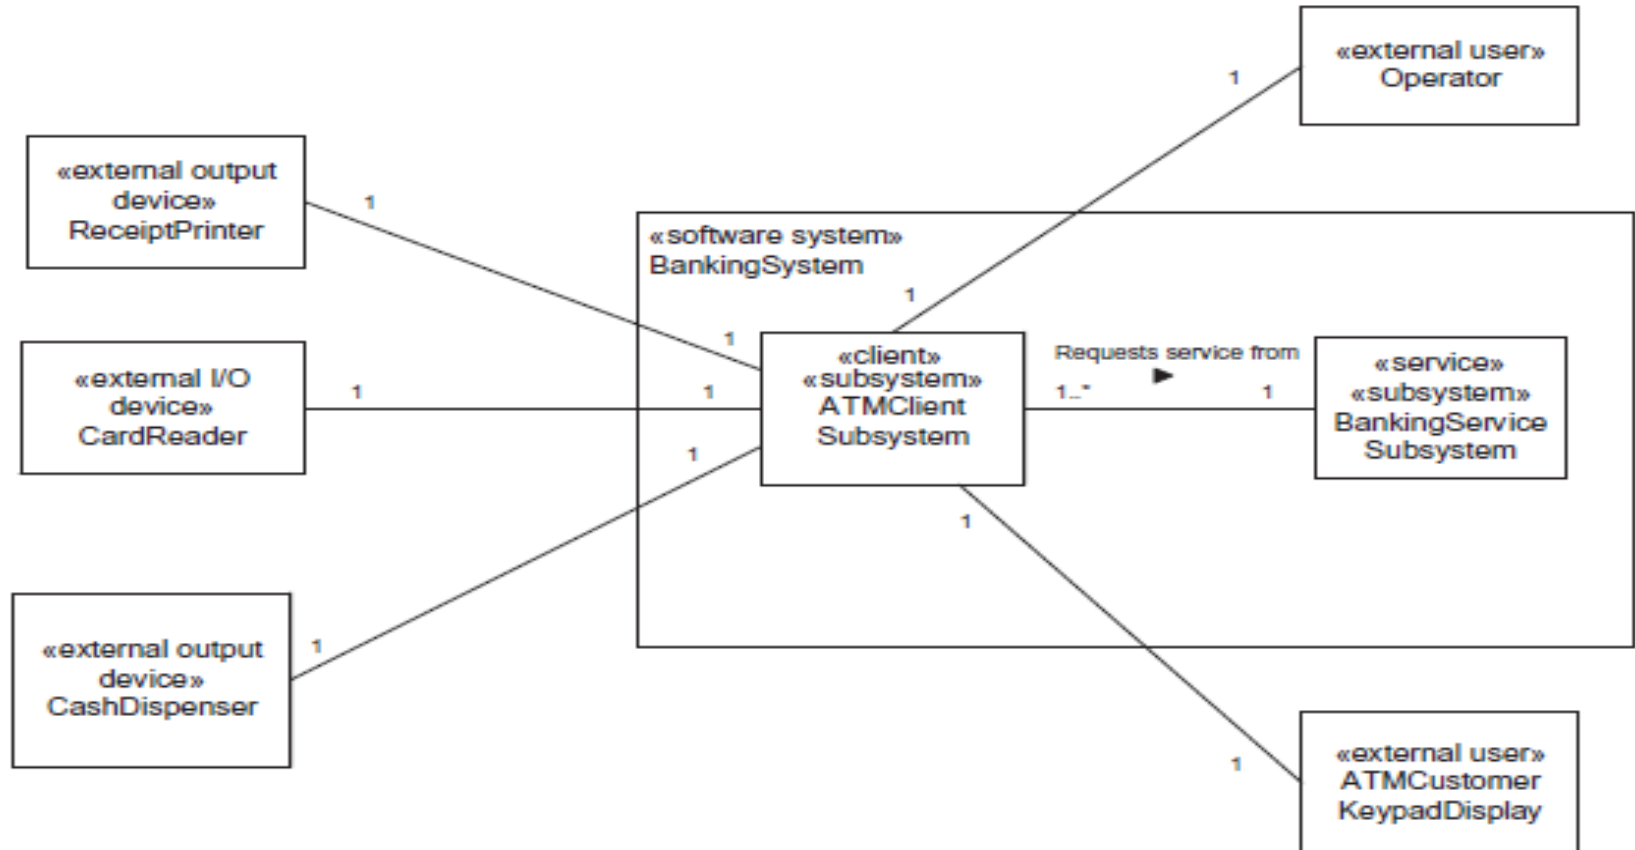 «external user»
Operator
1
«external output
device»
ReceiptPrinter
1
«software system»
BankingSystem
1
1
«client»
«subsystem»
ATMClient
Subsystem
Requests service from
1..*
1
«service»
«subsystem»
BankingService
Subsystem
«external I/O
device»
CardReader
1
1
1
1
«external output
device»
CashDispenser
1
1
«external user»
ATMCustomer
KeypadDisplay